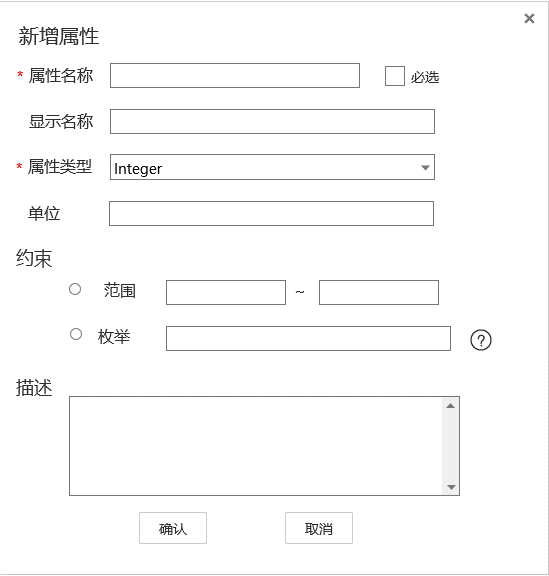 ×
新增属性
* 属性名称 必选
显示名称
* 属性类型 Integer
单位
约束
范围 ~
枚举 ?
描述
确认 取消